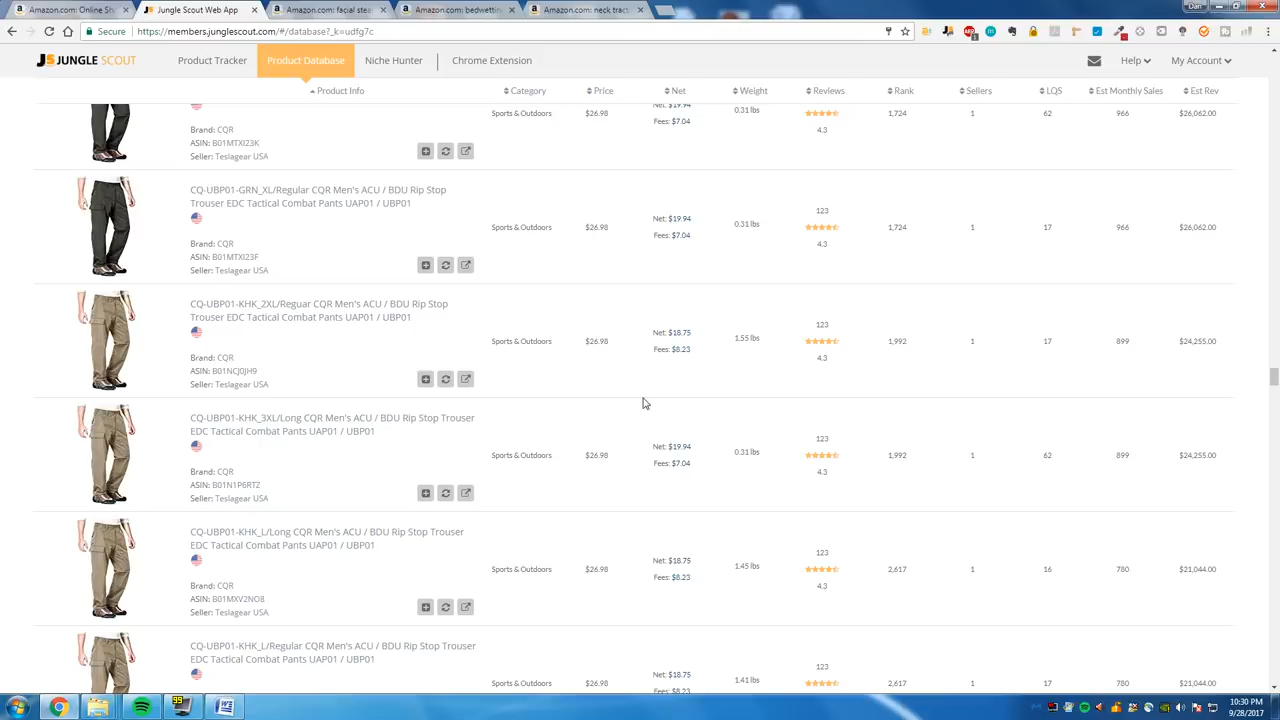 Amazon.com: Online Sh
Jungle Scout Web App
Amazon.com: facial stea
Amazon.com: bedwetting
Amazon.com: neck tract
Dan
Secure
https://members.junglescout.com/#/database?_k=udfg7c
JS JUNGLE SCOUT
Product Tracker
Product Database
Niche Hunter
Chrome Extension
Help
My Account
Product Info
Category
Price
Net
Weight
Reviews
Rank
Sellers
LQS
Est Monthly Sales
Est Rev
Brand: CQR
ASIN: B01MTXI23K
Seller: Teslagear USA
Sports & Outdoors
$26.98
Net: $19.94
Fees: $7.04
0.31 lbs
4.3
1,724
1
62
966
$26,062.00
CQ-UBP01-GRN_XL/Regular CQR Men's ACU / BDU Rip Stop
Trouser EDC Tactical Combat Pants UAP01 / UBP01
Brand: CQR
ASIN: B01MTXI23F
Seller: Teslagear USA
Sports & Outdoors
$26.98
Net: $19.94
Fees: $7.04
0.31 lbs
123
4.3
1,724
1
17
966
$26,062.00
CQ-UBP01-KHK_2XL/Reguar CQR Men's ACU / BDU Rip Stop
Trouser EDC Tactical Combat Pants UAP01 / UBP01
Brand: CQR
ASIN: B01NCJ0JH9
Seller: Teslagear USA
Sports & Outdoors
$26.98
Net: $18.75
Fees: $8.23
1.55 lbs
123
4.3
1,992
1
17
899
$24,255.00
CQ-UBP01-KHK_3XL/Long CQR Men's ACU / BDU Rip Stop Trouser
EDC Tactical Combat Pants UAP01 / UBP01
Brand: CQR
ASIN: B01N1P6RTZ
Seller: Teslagear USA
Sports & Outdoors
$26.98
Net: $19.94
Fees: $7.04
0.31 lbs
123
4.3
1,992
1
62
899
$24,255.00
CQ-UBP01-KHK_L/Long CQR Men's ACU / BDU Rip Stop Trouser
EDC Tactical Combat Pants UAP01 / UBP01
Brand: CQR
ASIN: B01MXV2NO8
Seller: Teslagear USA
Sports & Outdoors
$26.98
Net: $18.75
Fees: $8.23
1.45 lbs
123
4.3
2,617
1
16
780
$21,044.00
CQ-UBP01-KHK_L/Regular CQR Men's ACU / BDU Rip Stop Trouser
EDC Tactical Combat Pants UAP01 / UBP01
Sports & Outdoors
$26.98
Net: $18.75
Fees: $8.23
1.41 lbs
123
2,617
1
17
780
$21,044.00
10:30 PM
9/28/2017